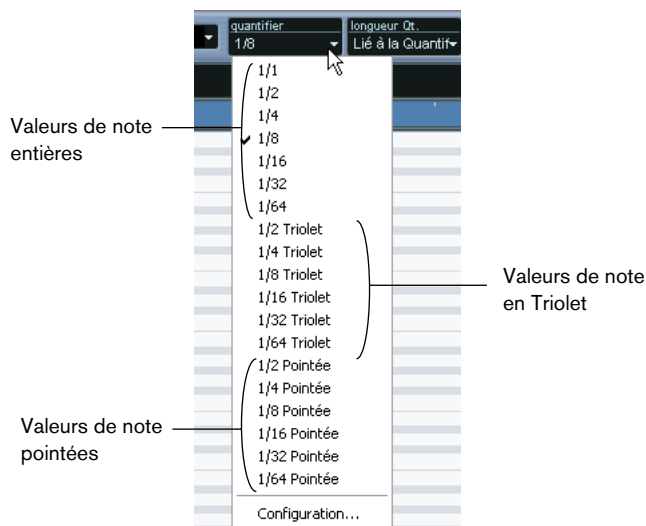 quantifier
1/8
longueur Qt.
Lié à la Quantif
1/1
1/2
1/4
1/8
1/16
1/32
1/64
1/2 Triolet
1/4 Triolet
1/8 Triolet
1/16 Triolet
1/32 Triolet
1/64 Triolet
1/2 Pointée
1/4 Pointée
1/8 Pointée
1/16 Pointée
1/32 Pointée
1/64 Pointée
Configuration...
Valeurs de note
entières
Valeurs de note
en Triolet
Valeurs de note
pointées